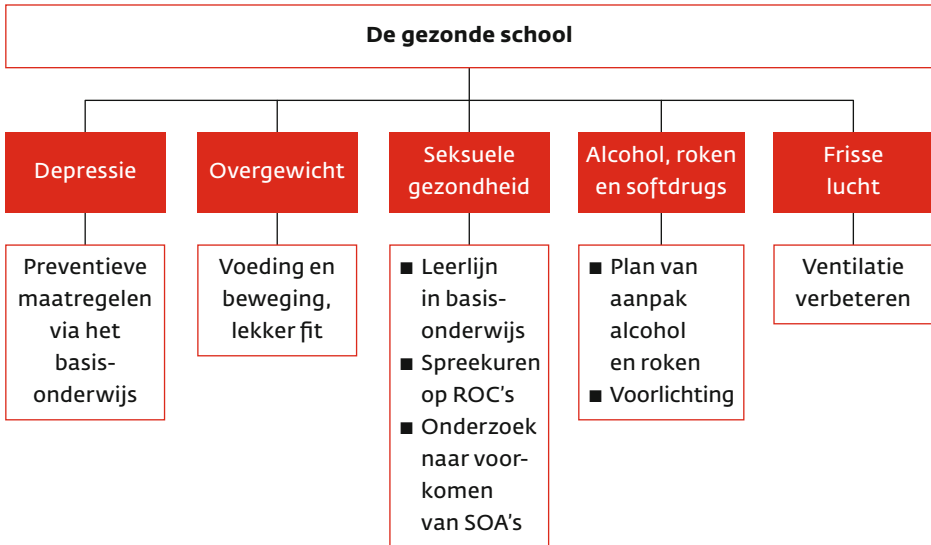 De gezonde school
Depressie
Preventieve
maatregelen
via het
basis-
onderwijs
Overgewicht
Voeding en
beweging,
lekker fit
Seksuele
gezondheid
■ Leerlijn
in basis-
onderwijs
■ Spreekuren
op ROC's
■ Onderzoek
naar voor-
komen
van SOA's
Alcohol, roken
en softdrugs
■ Plan van
aanpak
alcohol
en roken
■ Voorlichting
Frisse
lucht
Ventilatie
verbeteren